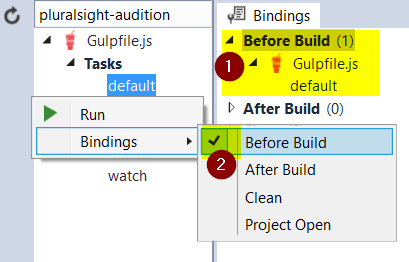 pluralsight-audition
Gulpfile.js
Tasks
default
Run
Bindings
watch
Bindings
Before Build (1)
1
Gulpfile.js
default
After Build (0)
Before Build
2
After Build
Clean
Project Open